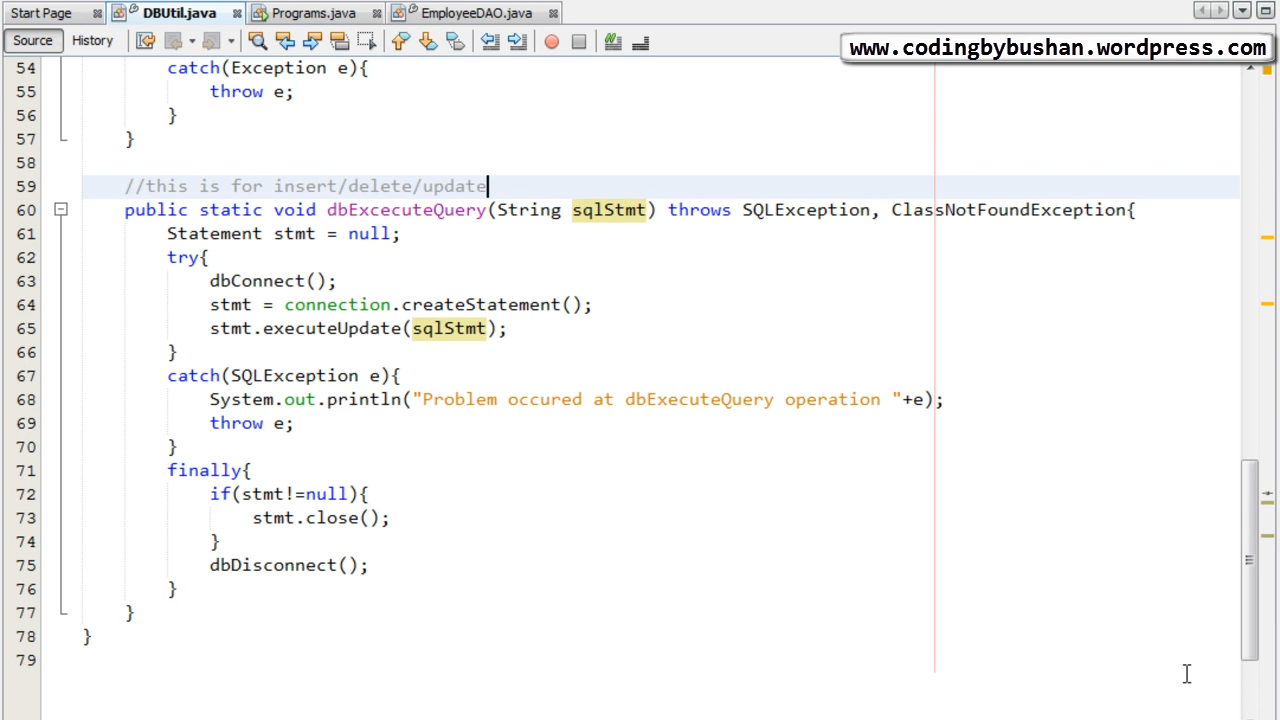 Start Page DBUtil.java Programs.java EmployeeDAO.java
Source History
www.codingbybushan.wordpress.com
54 catch(Exception e){
55 throw e;
56 }
57 }
58
59 //this is for insert/delete/update
60 public static void dbExcecuteQuery(String sqlStmt) throws SQLException, ClassNotFoundException{
61 Statement stmt = null;
62 try{
63 dbConnect();
64 stmt = connection.createStatement();
65 stmt.executeUpdate(sqlStmt);
66 }
67 catch(SQLException e){
68 System.out.println("Problem occured at dbExecuteQuery operation "+e);
69 throw e;
70 }
71 finally{
72 if(stmt!=null){
73 stmt.close();
74 }
75 dbDisconnect();
76 }
77 }
78 }
79